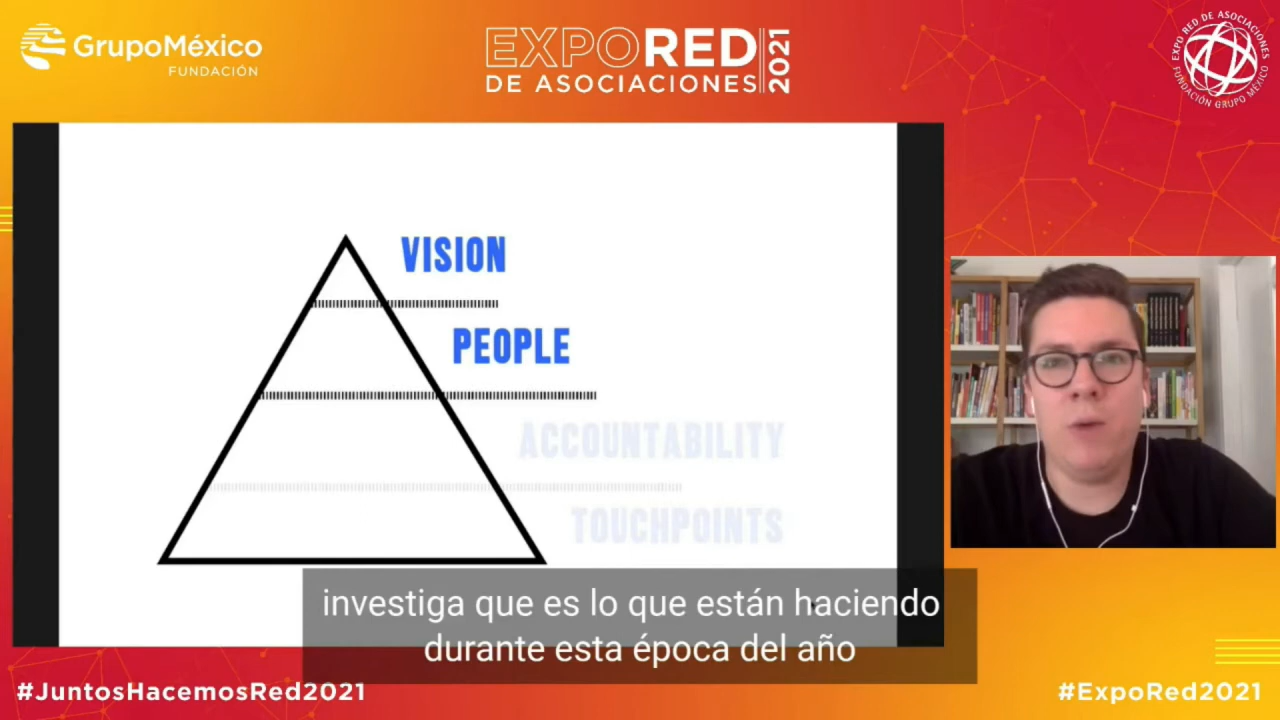 GrupoMéxico
FUNDACIÓN
EXPORED
DE ASOCIACIONES
2021
EXPO RED DE ASOCIACIONES
FUNDACIÓN GRUPO MÉXICO
VISION
PEOPLE
ACCOUNTABILITY
TOUCHPOINTS
investiga que es lo que están haciendo
durante esta época del año
#JuntosHacemosRed2021
#ExpoRed2021